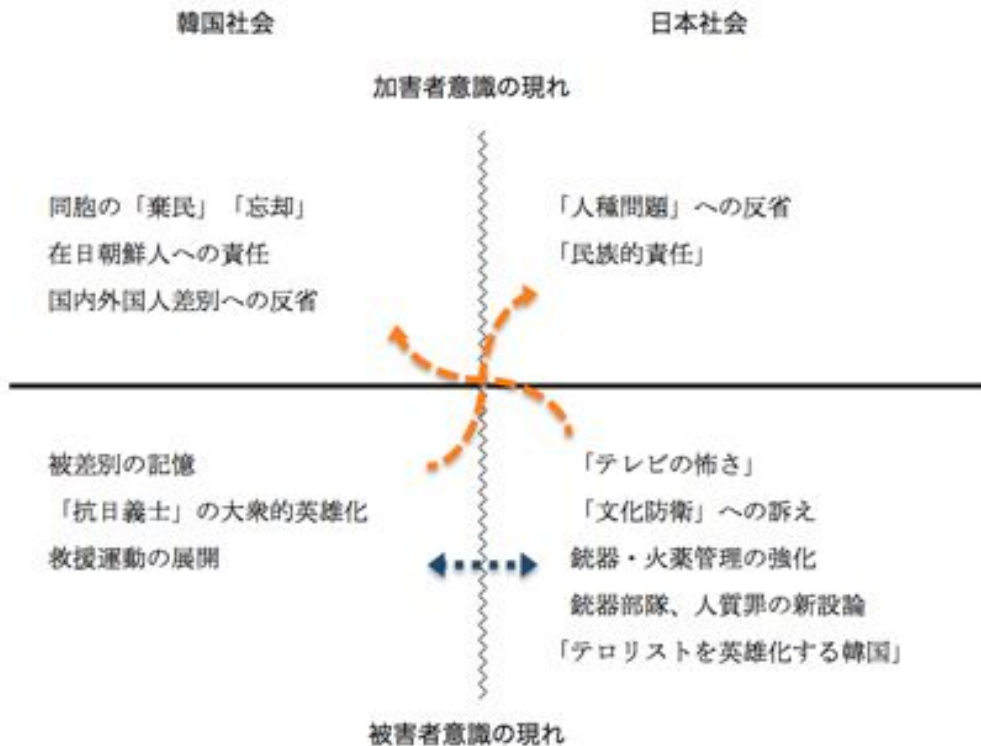 韓国社会
日本社会
加害者意識の現れ
同胞の「棄民」「忘却」
在日朝鮮人への責任
国内外国人差別への反省
「人種問題」への反省
「民族的責任」
被差別の記憶
「抗日義士」の大衆的英雄化
救援運動の展開
「テレビの怖さ」
「文化防衛」への訴え
銃器・火薬管理の強化
銃器部隊、人質罪の新設論
「テロリストを英雄化する韓国」
被害者意識の現れ